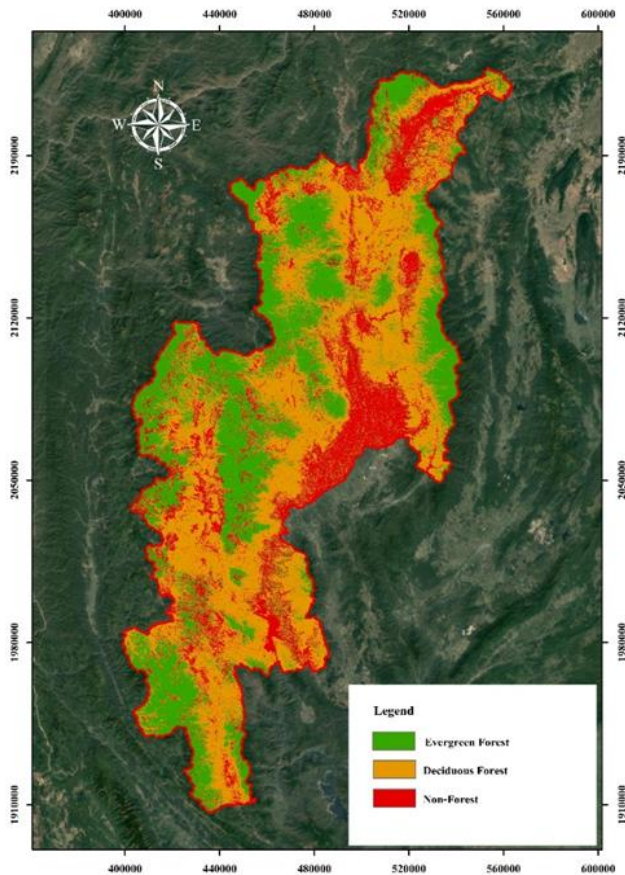 400000 440000 480000 520000 560000 600000
N
W E
S
2190000 2190000
2120000 2120000
2050000 2050000
1980000 1980000
1910000 1910000
Legend
Evergreen Forest
Deciduous Forest
Non-Forest
400000 440000 480000 520000 560000 600000